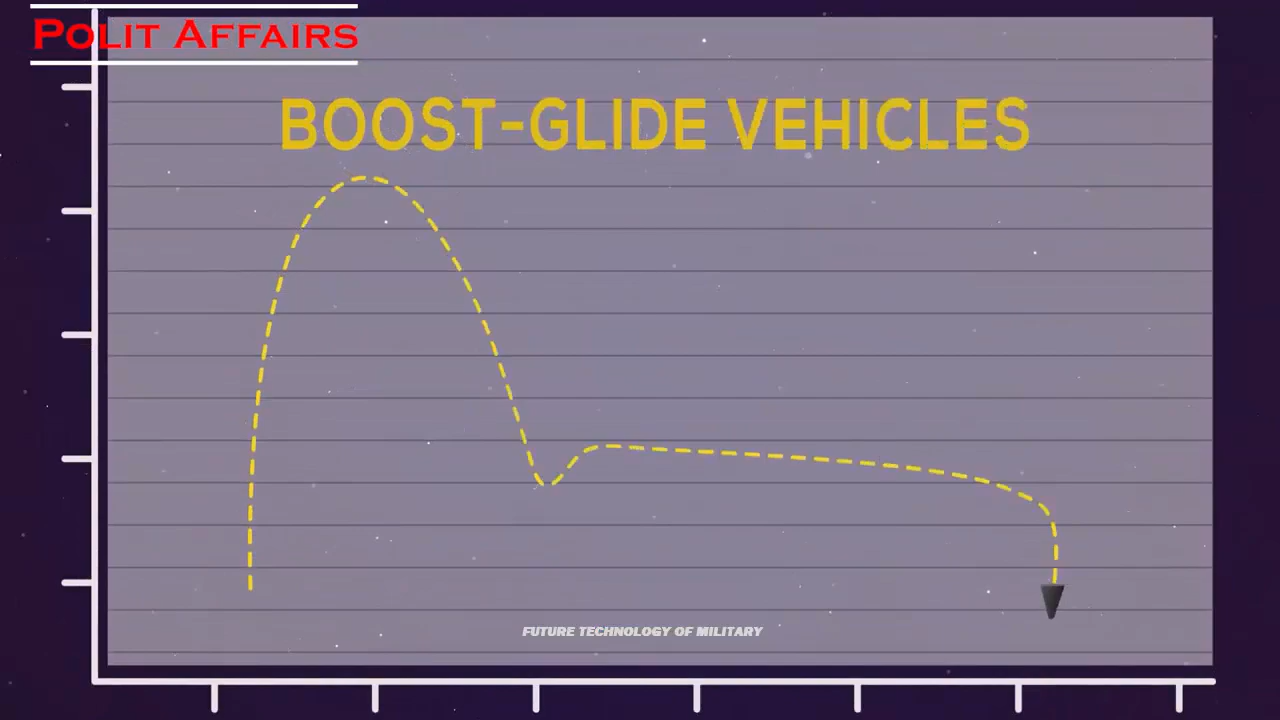 Polit Affairs
BOOST-GLIDE VEHICLES
FUTURE TECHNOLOGY OF MILITARY